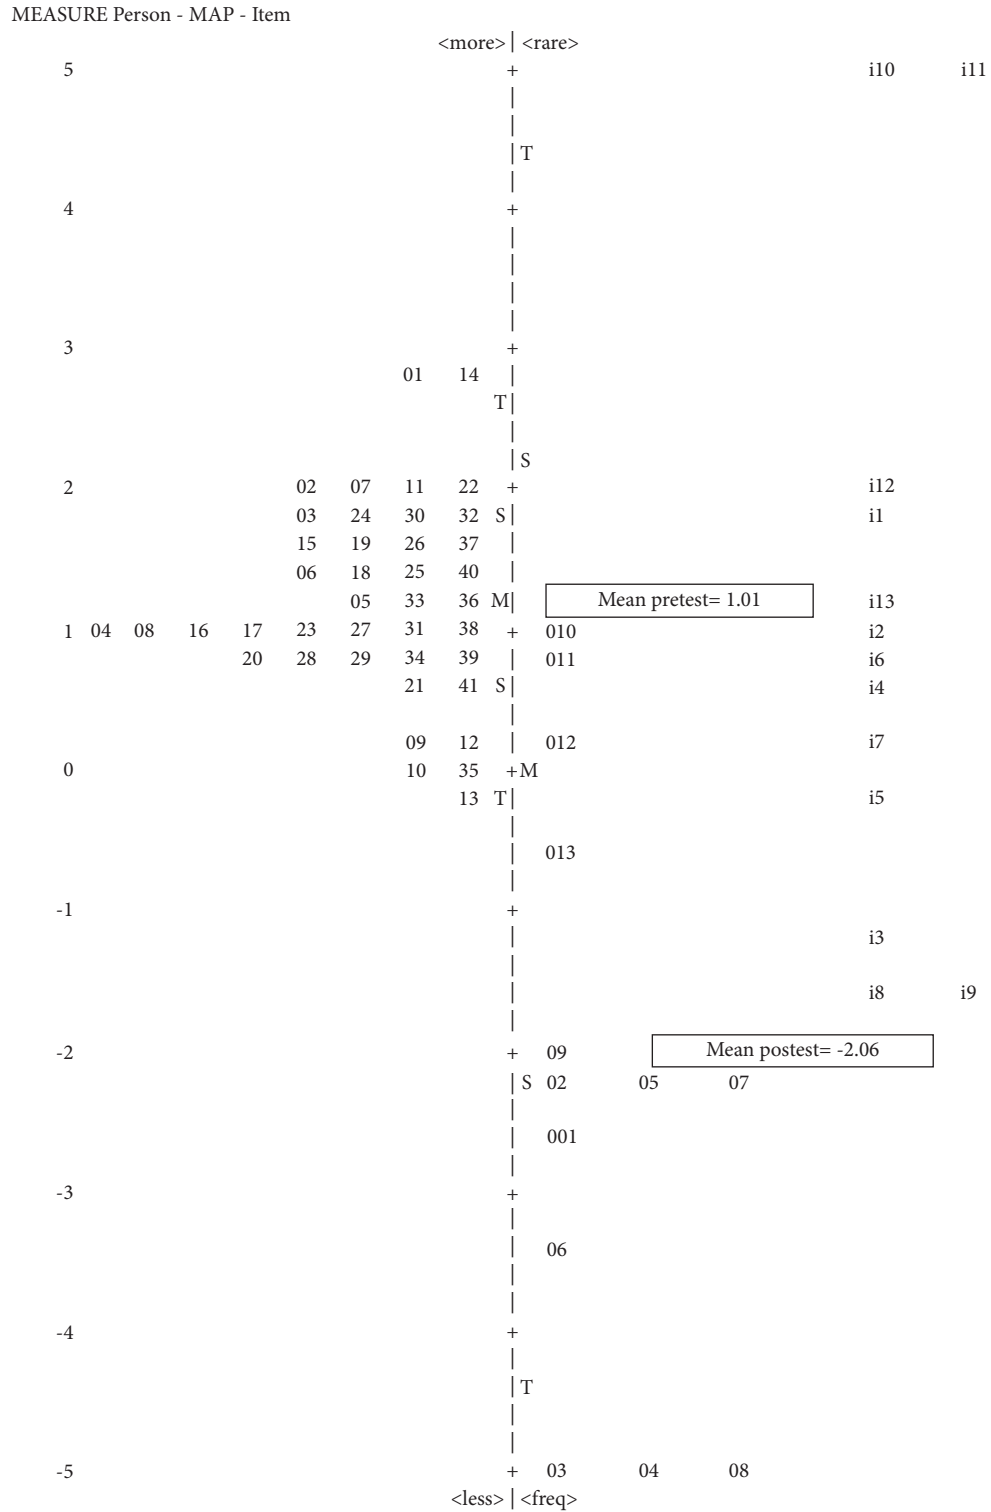 MEASURE Person - MAP - Item
<more>| <rare>
5 + i10 i11
|
|
| T
|
4 +
|
|
|
|
3 +
01 14 |
T|
|
| S
2 02 07 11 22 + i12
03 24 30 32 S| i1
15 19 26 37 |
06 18 25 40 |
05 33 36 M| Mean pretest= 1.01 i13
1 04 08 16 17 23 27 31 38 + 010 i2
20 28 29 34 39 | 011 i6
21 41 S| i4
|
09 12 | 012 i7
0 10 35 +M
13 T| i5
|
| 013
|
-1 +
| i3
|
| i8 i9
|
-2 + 09 Mean postest= -2.06
| S 02 05 07
|
| 001
|
-3 +
|
| 06
|
|
-4 +
|
| T
|
|
-5 + 03 04 08
<less> | <freq>